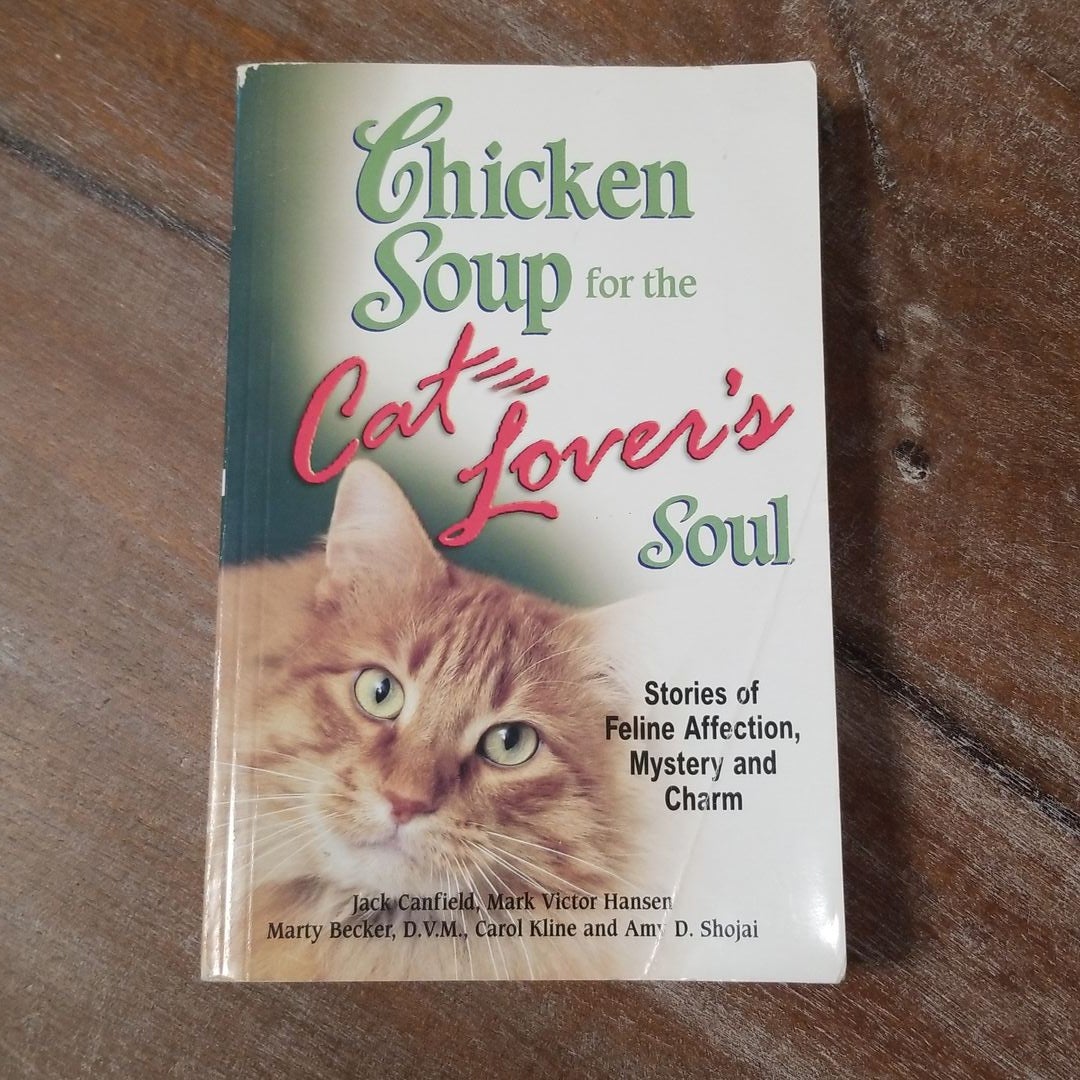 Chicken
Soup for the
Cat
Lover's
Soul
Stories of
Feline Affection,
Mystery and
Charm
Jack Canfield, Mark Victor Hansen
Marty Becker, D.V.M., Carol Kline and Amy D. Shojai